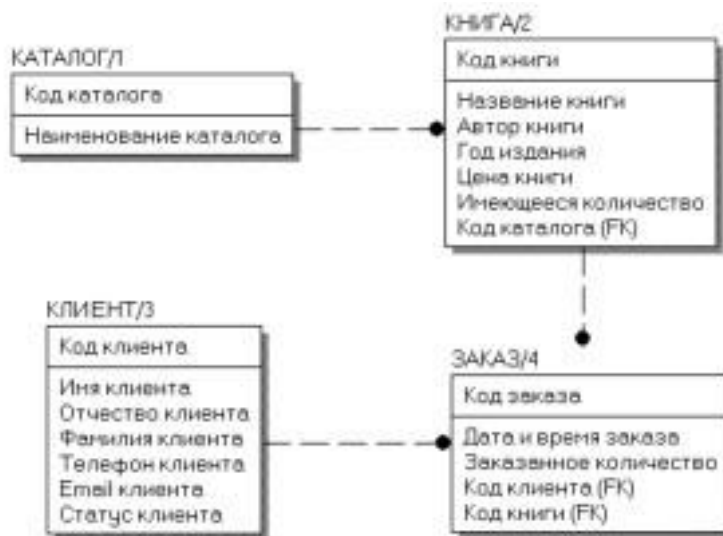 КАТАЛОГ/1
Код каталога
Наименование каталога
КНИГА/2
Код книги
Название книги
Автор книги
Год издания
Цена книги
Имеющееся количество
Код каталога (FK)
КЛИЕНТ/3
Код клиента
Имя клиента
Отчество клиента
Фамилия клиента
Телефон клиента
Email клиента
Статус клиента
ЗАКАЗ/4
Код заказа
Дата и время заказа
Заказанное количество
Код клиента (FK)
Код книги (FK)